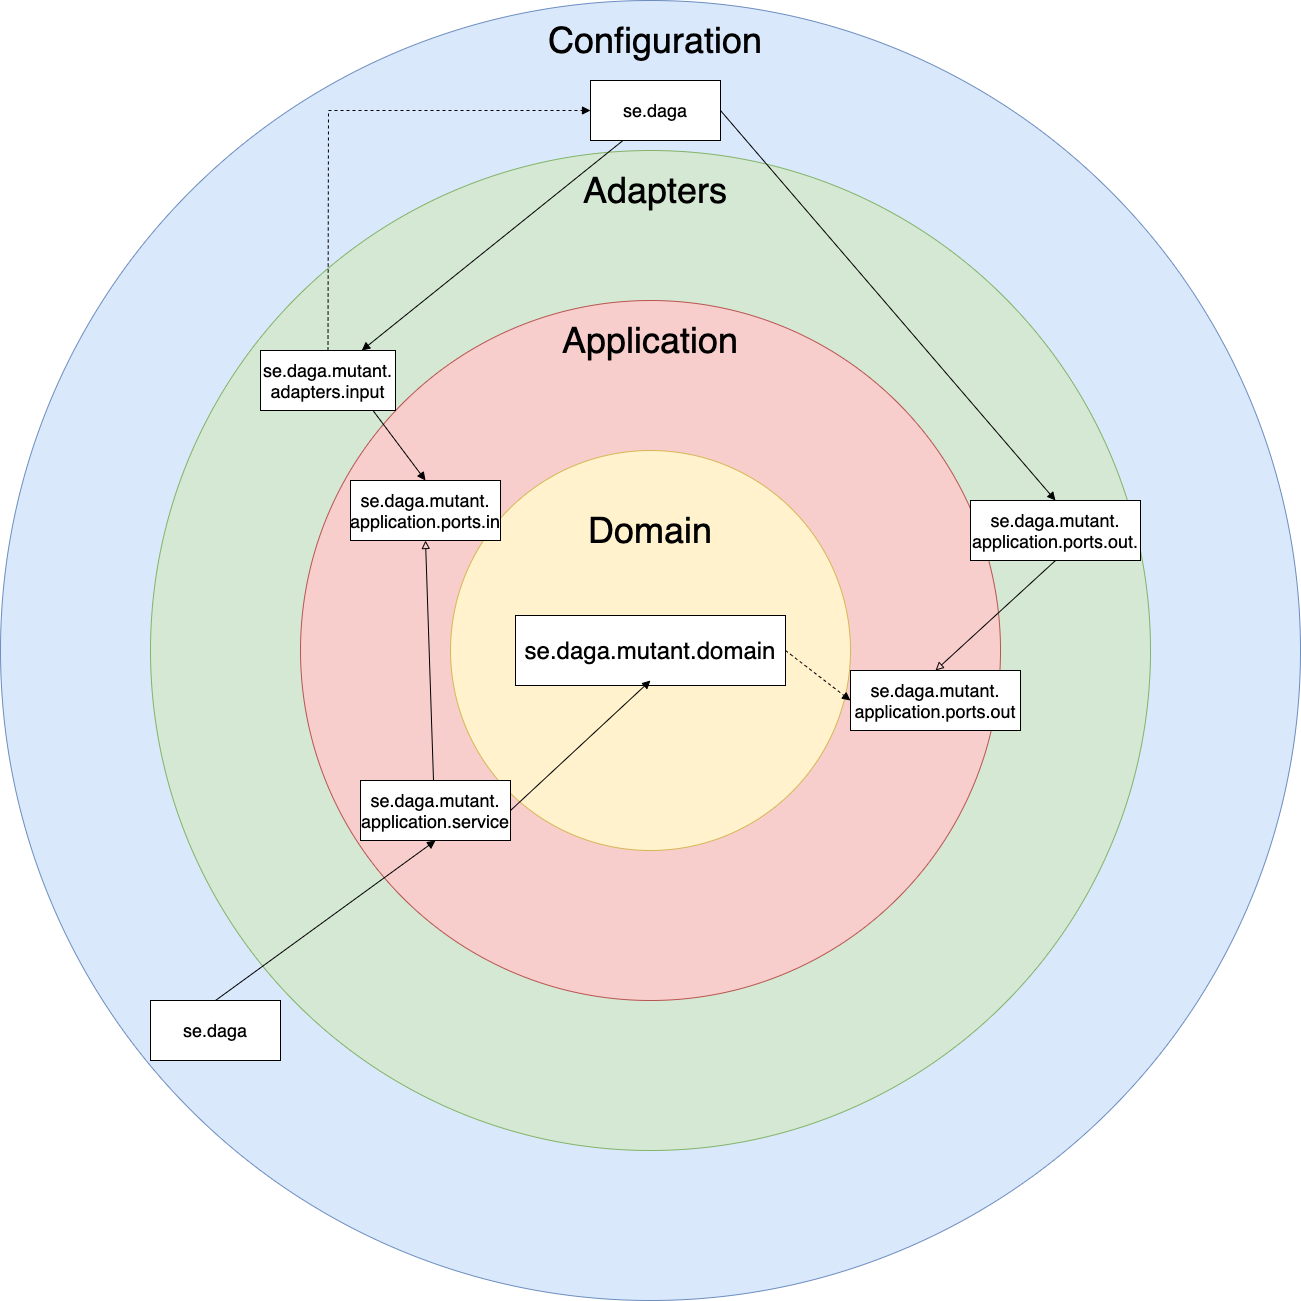 Configuration
se.daga
Adapters
Application
se.daga.mutant.
adapters.input
se.daga.mutant.
application.ports.in
Domain
se.daga.mutant.
application.ports.out.
se.daga.mutant.domain
se.daga.mutant.
application.ports.out
se.daga.mutant.
application.service
se.daga